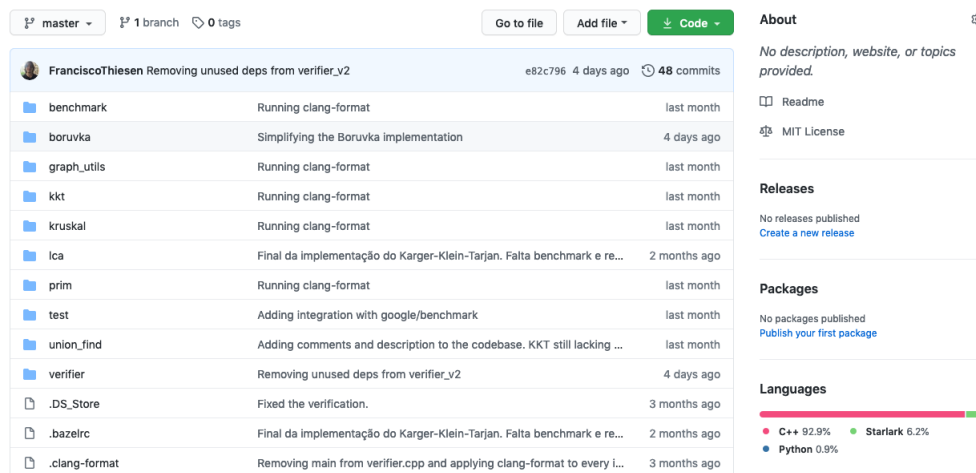 master
1 branch
0 tags
Go to file
Add file
Code
FranciscoThiesen Removing unused deps from verifier_v2
e82c796 4 days ago
48 commits
benchmark Running clang-format last month
boruvka Simplifying the Boruvka implementation 4 days ago
graph_utils Running clang-format last month
kkt Running clang-format last month
kruskal Running clang-format last month
lca Final da implementação do Karger-Klein-Tarjan. Falta benchmark e re... 2 months ago
prim Running clang-format last month
test Adding integration with google/benchmark last month
union_find Adding comments and description to the codebase. KKT still lacking ... last month
verifier Removing unused deps from verifier_v2 4 days ago
.DS_Store Fixed the verification. 3 months ago
.bazelrc Final da implementação do Karger-Klein-Tarjan. Falta benchmark e re... 2 months ago
.clang-format Removing main from verifier.cpp and applying clang-format to every i... 3 months ago
About
No description, website, or topics
provided.
Readme
MIT License
Releases
No releases published
Create a new release
Packages
No packages published
Publish your first package
Languages
C++ 92.9% Starlark 6.2%
Python 0.9%